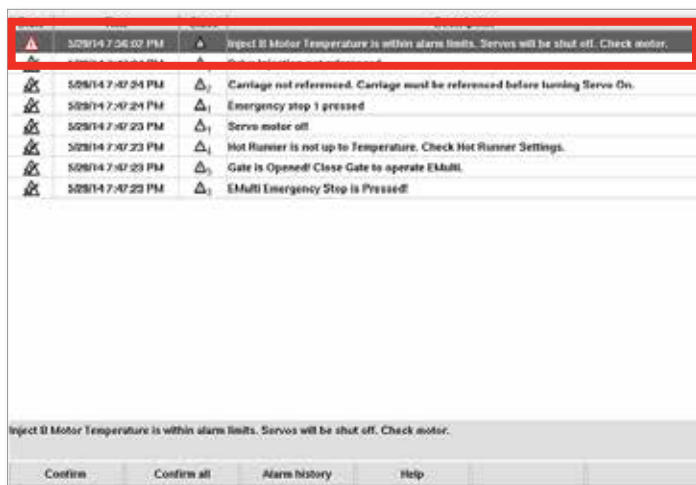 5/29/14 7:56:02 PM Inject B Motor Temperature is within alarm limits. Servos will be shut off. Check motor.
5/29/14 7:47:24 PM Carriage not referenced. Carriage must be referenced before turning Servo On.
5/29/14 7:47:24 PM Emergency stop 1 pressed
5/29/14 7:47:23 PM Servo motor off
5/29/14 7:47:23 PM Hot Runner is not up to Temperature. Check Hot Runner Settings.
5/29/14 7:47:23 PM Gate is Opened! Close Gate to operate EMulti.
5/29/14 7:47:23 PM EMulti Emergency Stop is Pressed!
Inject B Motor Temperature is within alarm limits. Servos will be shut off. Check motor.
Confirm Confirm all Alarm history Help